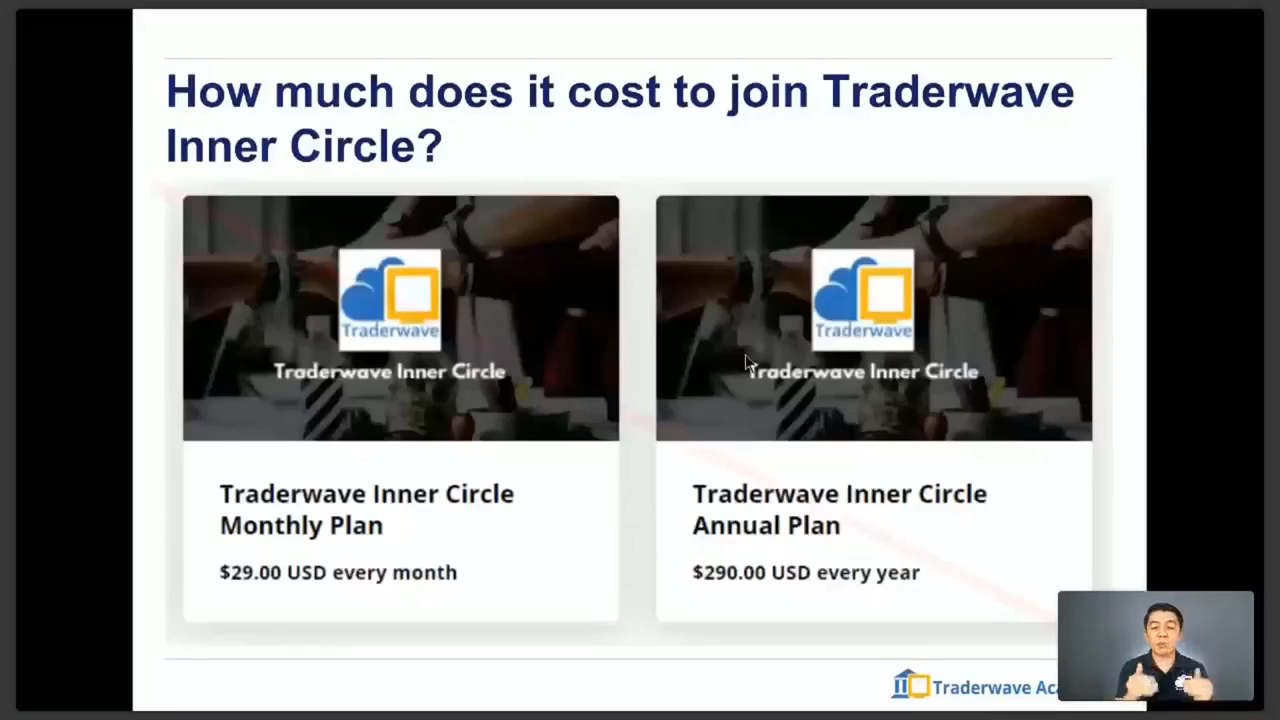 How much does it cost to join Traderwave
Inner Circle?
Traderwave
Traderwave Inner Circle
Traderwave Inner Circle
Monthly Plan
$29.00 USD every month
Traderwave
Traderwave Inner Circle
Traderwave Inner Circle
Annual Plan
$290.00 USD every year
Traderwave